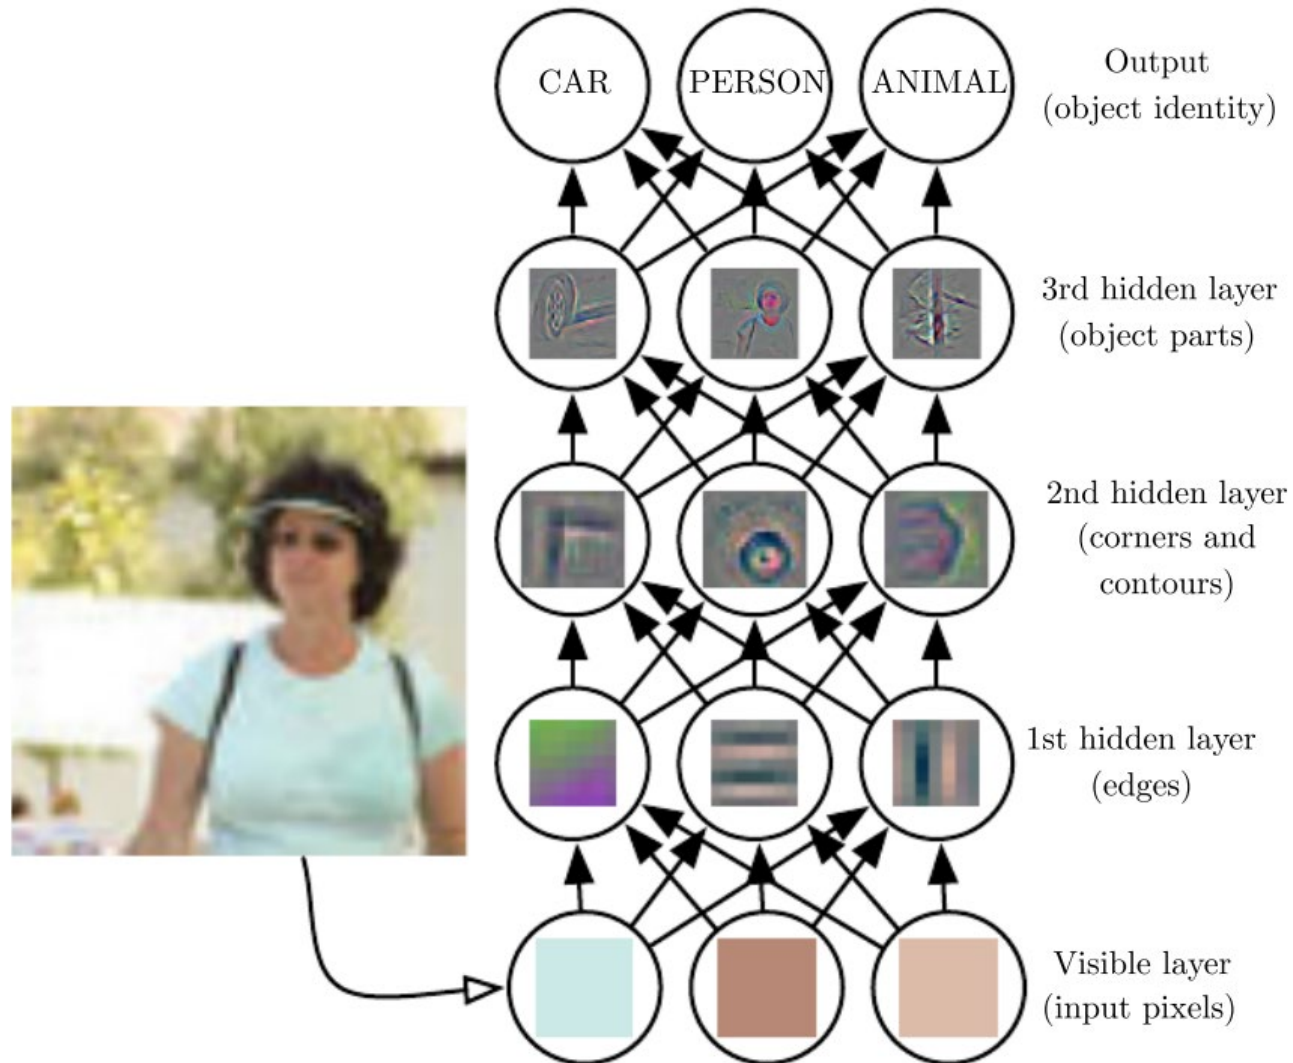 CAR
PERSON
ANIMAL
Output
(object identity)
3rd hidden layer
(object parts)
2nd hidden layer
(corners and
contours)
1st hidden layer
(edges)
Visible layer
(input pixels)